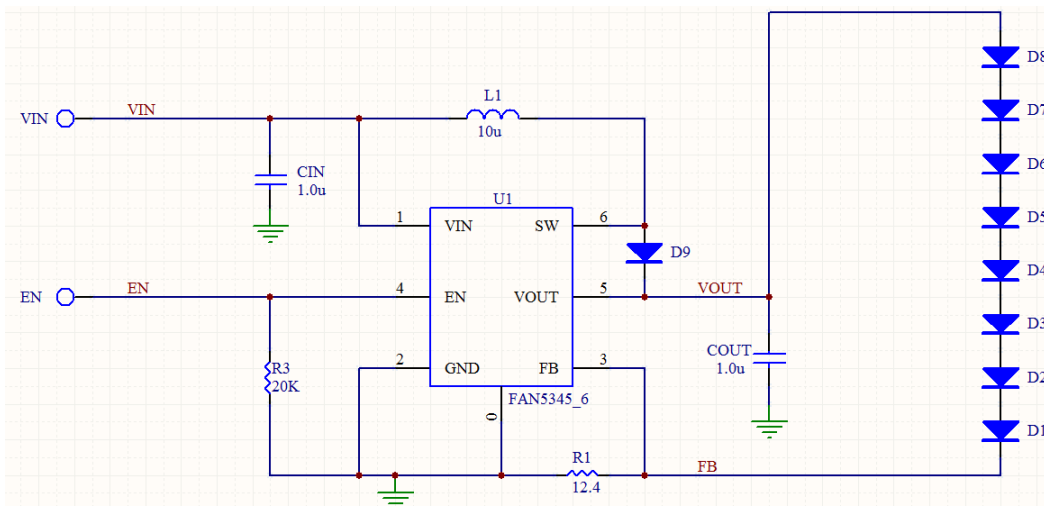 D8
VIN
VIN
L1
10u
D7
CIN
1.0u
D6
U1
1
VIN
SW
6
D5
D9
D4
EN
EN
4
EN
VOUT
5
VOUT
D3
R3
20K
2
GND
FB
3
COUT
1.0u
D2
0
FAN5345_6
D1
R1
12.4
FB